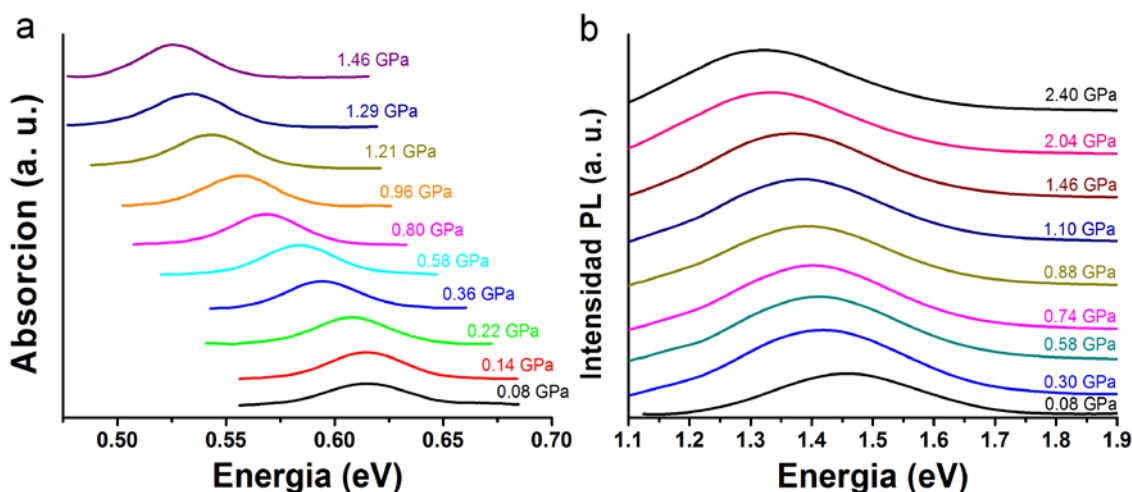 a
Absorcion (a. u.)
1.46 GPa
1.29 GPa
1.21 GPa
0.96 GPa
0.80 GPa
0.58 GPa
0.36 GPa
0.22 GPa
0.14 GPa
0.08 GPa
0.50 0.55 0.60 0.65 0.70
Energia (eV)
b
Intensidad PL (a. u.)
2.40 GPa
2.04 GPa
1.46 GPa
1.10 GPa
0.88 GPa
0.74 GPa
0.58 GPa
0.30 GPa
0.08 GPa
1.1 1.2 1.3 1.4 1.5 1.6 1.7 1.8 1.9
Energia (eV)